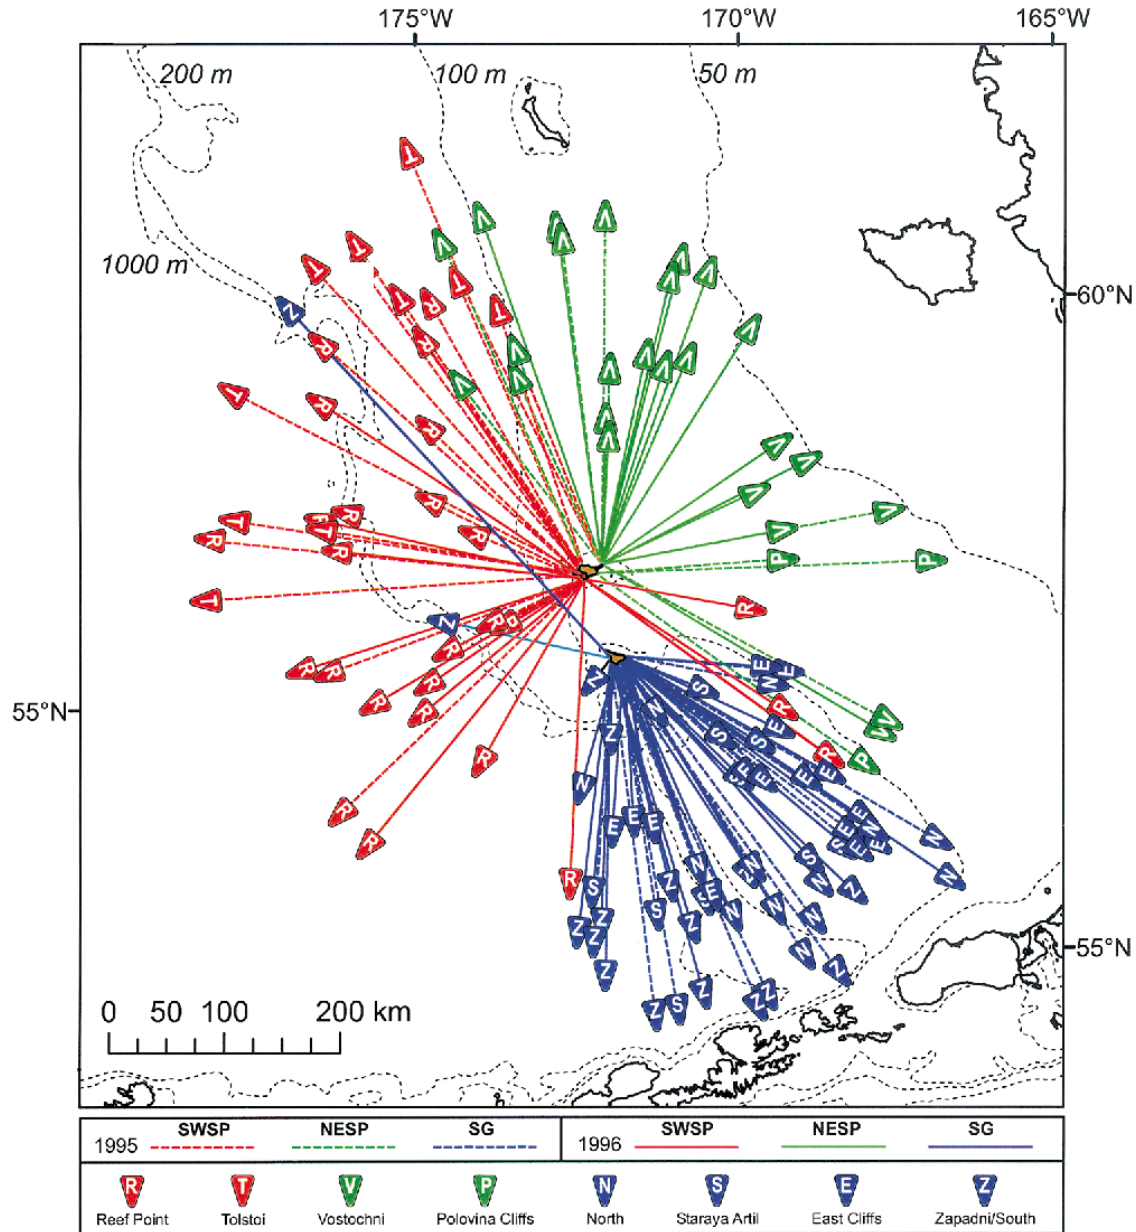 175°W 170°W 165°W
200 m 100 m 50 m
1000 m
60°N
55°N
55°N
0 50 100 200 km
SWSP NESP SG SWSP NESP SG
1995 1996
R T V P N S E Z
Reef Point Tolstoi Vostochni Polovina Cliffs North Staraya Artil East Cliffs Zapadni/South